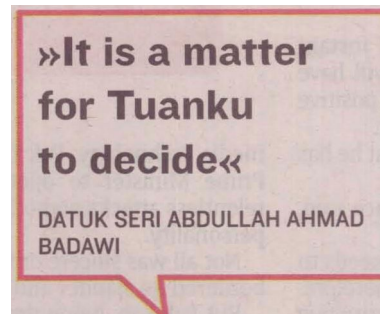 »It is a matter
for Tuanku
to decide«
DATUK SERI ABDULLAH AHMAD
BADAWI